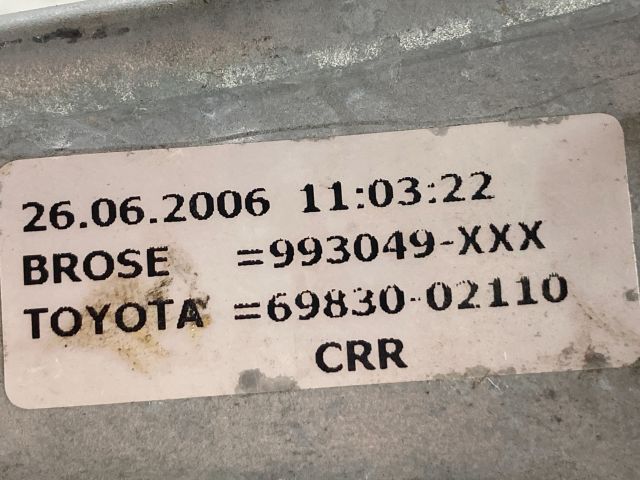 26.06.2006 11:03:22
BROSE =993049-XXX
TOYOTA =69830-02110
CRR